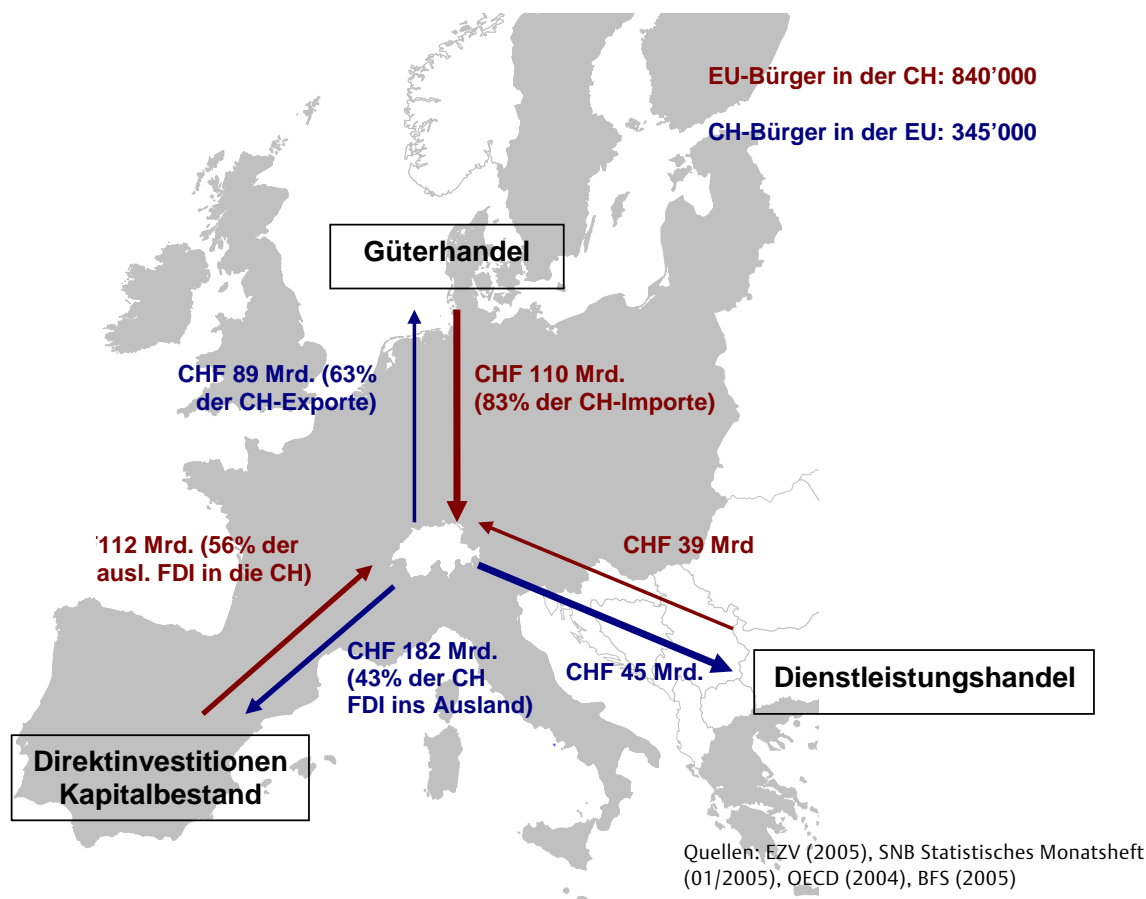 EU-Bürger in der CH: 840’000
CH-Bürger in der EU: 345’000
Güterhandel
CHF 89 Mrd. (63%
der CH-Exporte)
CHF 110 Mrd.
(83% der CH-Importe)
112 Mrd. (56% der
ausl. FDI in die CH)
CHF 39 Mrd
CHF 182 Mrd.
(43% der CH
FDI ins Ausland)
CHF 45 Mrd.
Dienstleistungshandel
Direktinvestitionen
Kapitalbestand
Quellen: EZV (2005), SNB Statistisches Monatsheft
(01/2005), OECD (2004), BFS (2005)